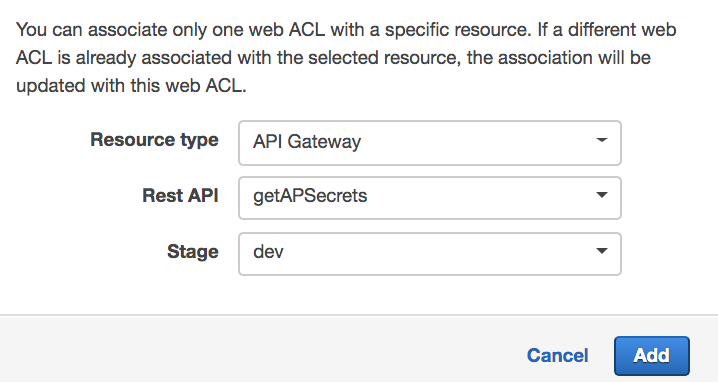 You can associate only one web ACL with a specific resource. If a different web
ACL is already associated with the selected resource, the association will be
updated with this web ACL.
Resource type API Gateway
Rest API getAPSecrets
Stage dev
Cancel Add